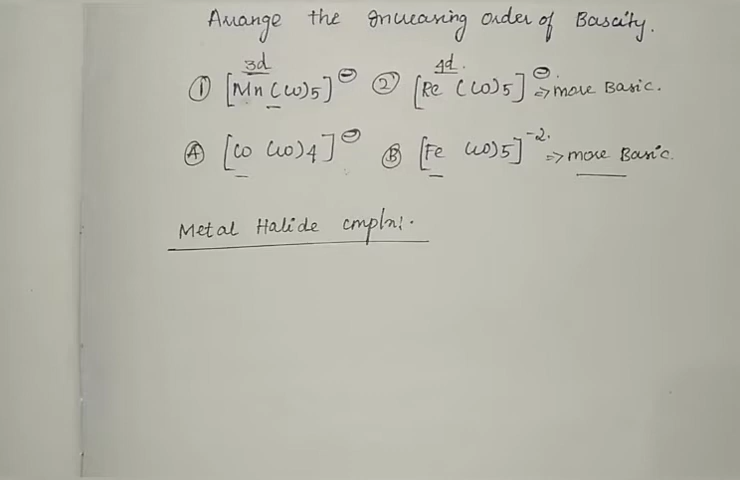 Arrange the Increasing Order of Bascity.
3d 4d.
① [Mn(CO)5]⊖ ② [Re (CO)5]⊖. => more Basic.
Ⓐ [Co (CO)4]⊖ Ⓑ [Fe (CO)5]-2. => more Basic.
Metal Halide cmplx:.